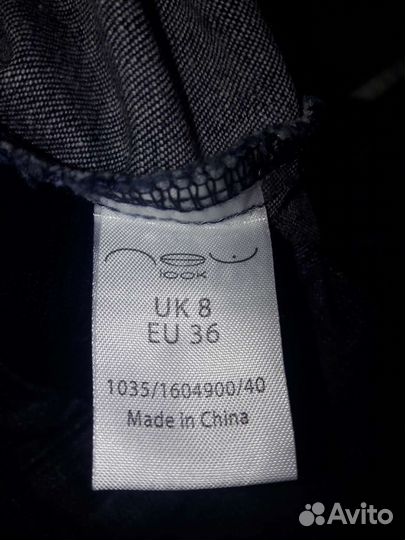 new
look
UK 8
EU 36
1035/1604900/40
Made in China
Avito